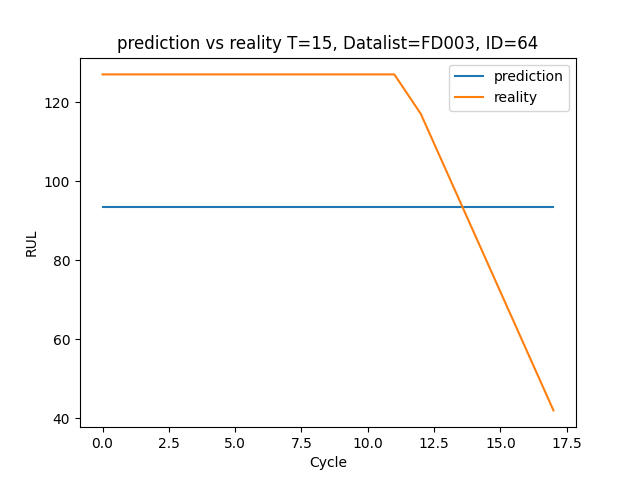 prediction vs reality T=15, Datalist=FD003, ID=64
prediction
reality
120
100
80
60
40
RUL
0.0 2.5 5.0 7.5 10.0 12.5 15.0 17.5
Cycle